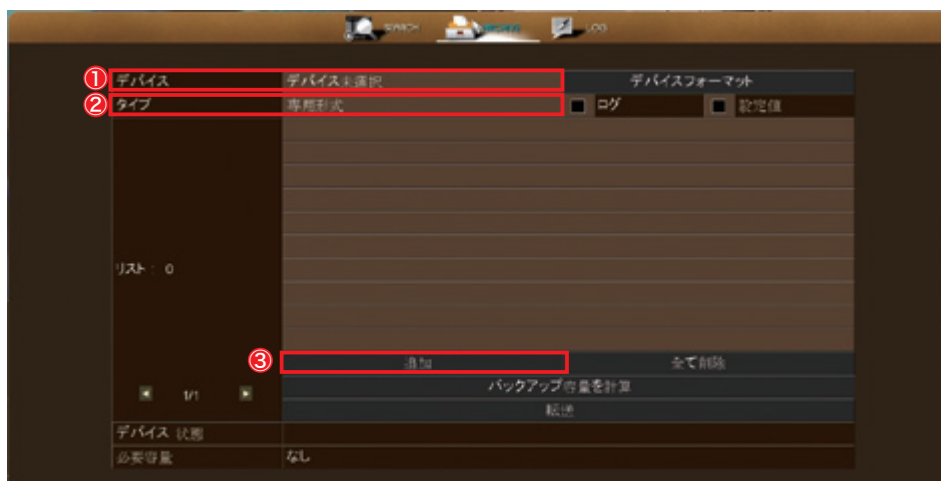 SEARCH ARCHIVE LOG
① デバイス デバイス未選択 デバイスフォーマット
② タイプ 専用形式 ログ 設定値
リスト : 0
③ 追加 全て削除
1/1 バックアップ容量を計算
転送
デバイス 状態
必要容量 なし